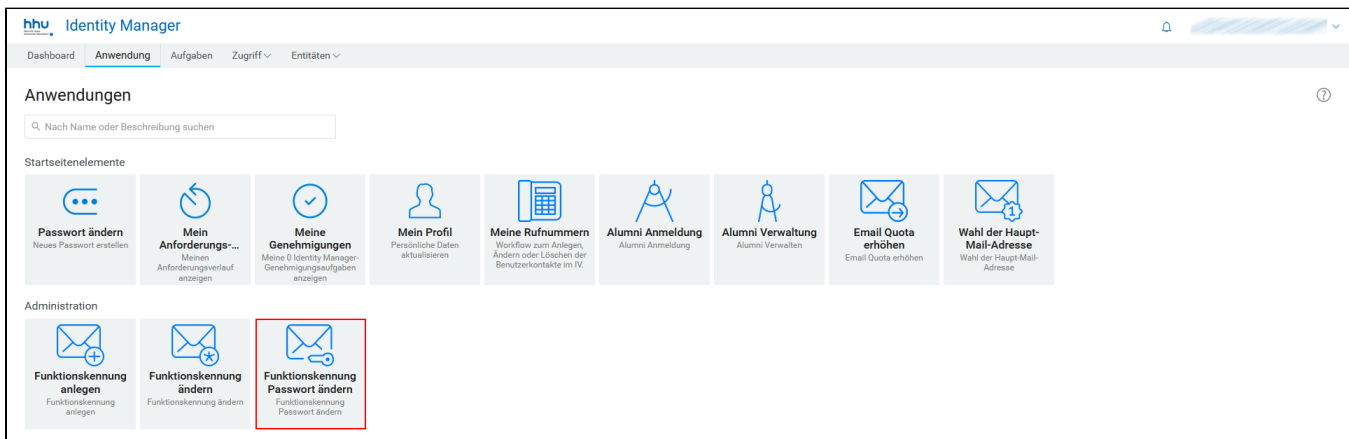 hhu Identity Manager
Dashboard Anwendung Aufgaben Zugriff Entitäten
Anwendungen
Nach Name oder Beschreibung suchen
Startseitenelemente
Passwort ändern
Neues Passwort erstellen
Mein
Anforderungs-...
Meinen
Anforderungsverlauf
anzeigen
Meine
Genehmigungen
Meine 0 Identity Manager-
Genehmigungsaufgaben
anzeigen
Mein Profil
Persönliche Daten
aktualisieren
Meine Rufnummern
Workflow zum Anlegen,
Ändern oder Löschen der
Benutzerkontakte im IV.
Alumni Anmeldung
Alumni Anmeldung
Alumni Verwaltung
Alumni Verwalten
Email Quota
erhöhen
Email Quota erhöhen
1
Wahl der Haupt-
Mail-Adresse
Wahl der Haupt-Mail-
Adresse
Administration
Funktionskennung
anlegen
Funktionskennung
anlegen
Funktionskennung
ändern
Funktionskennung ändern
Funktionskennung
Passwort ändern
Funktionskennung
Passwort ändern